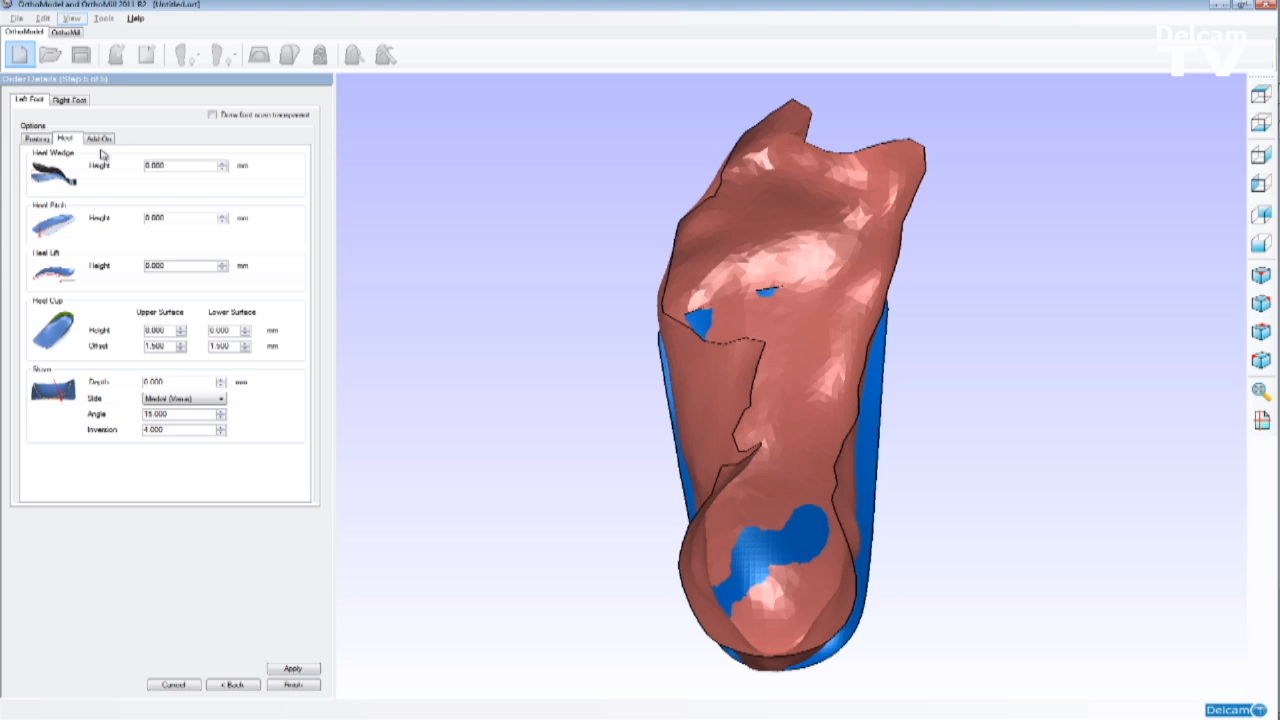 OrthoModel and OrthoMill 2011 R2 - [Untitled.ort]
File Edit View Tools Help
OrthoModel OrthoMill
Delcam
TV
Order Details (Step 5 of 5)
Left Foot Right Foot
Draw foot scan transparent
Options
Posting Heel Add On
Heel Wedge
Height 0.000 mm
Heel Pitch
Height 0.000 mm
Heel Lift
Height 0.000 mm
Heel Cup
Upper Surface Lower Surface
Height 0.000 0.000 mm
Offset 1.500 1.500 mm
Skive
Depth 0.000 mm
Side Medial (Varus)
Angle 15.000
Inversion 4.000
Apply
Cancel < Back Finish
Delcam